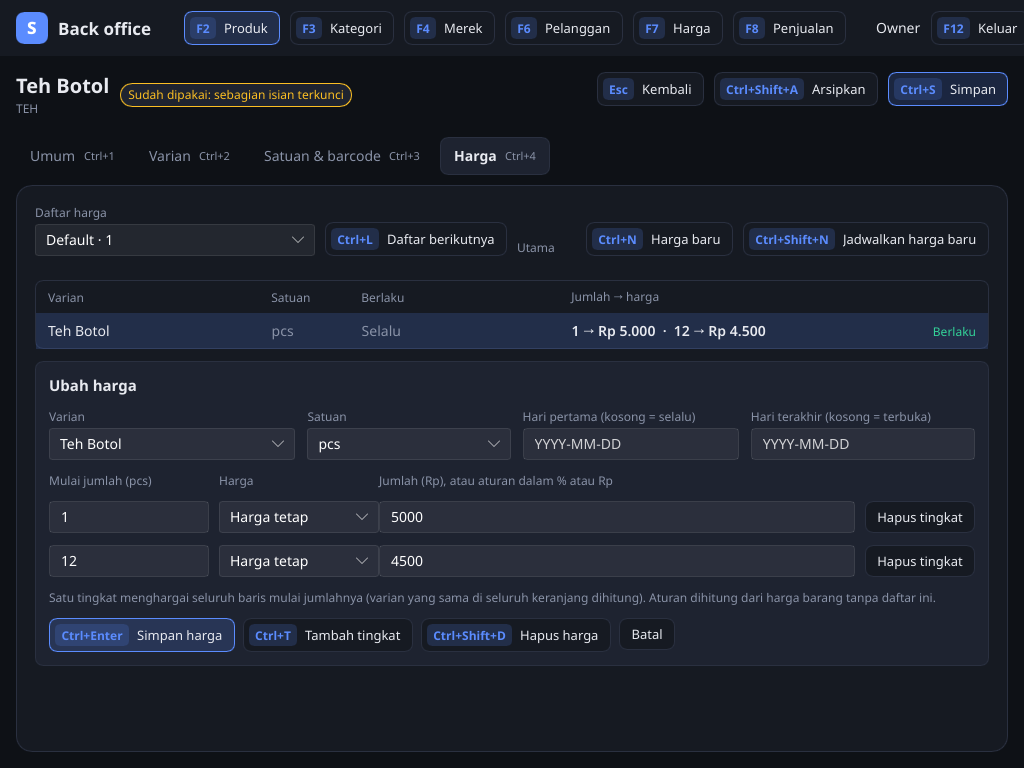 S Back office F2 Produk F3 Kategori F4 Merek F6 Pelanggan F7 Harga F8 Penjualan Owner F12 Keluar
Teh Botol Sudah dipakai: sebagian isian terkunci Esc Kembali Ctrl+Shift+A Arsipkan Ctrl+S Simpan
TEH
Umum Ctrl+1 Varian Ctrl+2 Satuan & barcode Ctrl+3 Harga Ctrl+4
Daftar harga
Default · 1 Ctrl+L Daftar berikutnya Utama Ctrl+N Harga baru Ctrl+Shift+N Jadwalkan harga baru
Varian Satuan Berlaku Jumlah → harga
Teh Botol pcs Selalu 1 → Rp 5.000 · 12 → Rp 4.500 Berlaku
Ubah harga
Varian Satuan Hari pertama (kosong = selalu) Hari terakhir (kosong = terbuka)
Teh Botol pcs YYYY-MM-DD YYYY-MM-DD
Mulai jumlah (pcs) Harga Jumlah (Rp), atau aturan dalam % atau Rp
1 Harga tetap 5000 Hapus tingkat
12 Harga tetap 4500 Hapus tingkat
Satu tingkat menghargai seluruh baris mulai jumlahnya (varian yang sama di seluruh keranjang dihitung). Aturan dihitung dari harga barang tanpa daftar ini.
Ctrl+Enter Simpan harga Ctrl+T Tambah tingkat Ctrl+Shift+D Hapus harga Batal